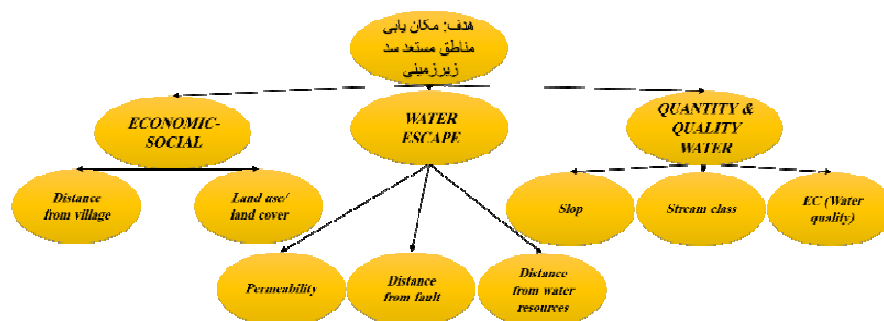 هدف: مکان یابی
مناطق مستعد سد
زیرزمینی
ECONOMIC-
SOCIAL
WATER
ESCAPE
QUANTITY &
QUALITY
WATER
Distance
from village
Land use/
land cover
Slop
Stream class
EC (Water
quality)
Permeability
Distance
from fault
Distance
from water
resources